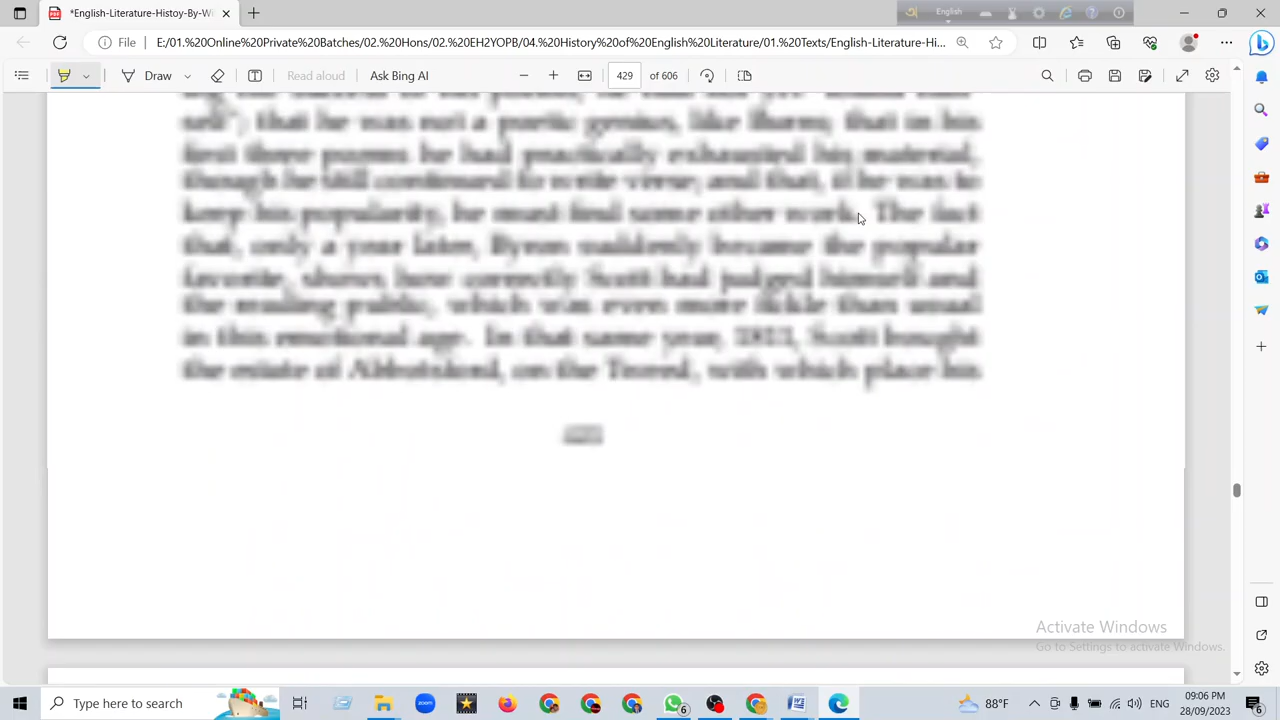 *English-Literature-Histoy-By-W
English
File
E:/01.%20Online%20Private%20Batches/02.%20Hons/02.%20EH2YOPB/04.%20History%20of%20English%20Literature/01.%20Texts/English-Literature-Hi...
Draw
Read aloud
Ask Bing AI
429
of 606
self"; that he was not a poetic genius, like Burns; that in his
first three poems he had practically exhausted his material,
though he still continued to write verse; and that, if he was to
keep his popularity, he must find some other work. The fact
that, only a year later, Byron suddenly became the popular
favorite, shows how correctly Scott had judged himself and
the reading public, which was even more fickle than usual
in this emotional age. In that same year, 1811, Scott bought
the estate of Abbotsford, on the Tweed, with which place his
Activate Windows
Go to Settings to activate Windows.
Type here to search
zoom
6
88°F
ENG
09:06 PM
28/09/2023
6